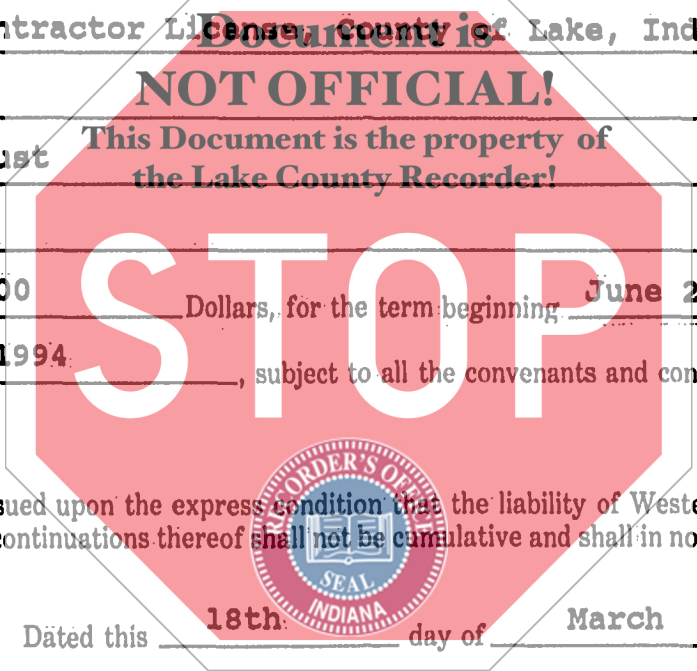 ntractor License, County of Lake, Ind
Document is
NOT OFFICIAL!
This Document is the property of
the Lake County Recorder!
ust
STOP
00 Dollars, for the term beginning June 2
1994, subject to all the convenants and con
sued upon the express condition that the liability of Weste
continuations thereof shall not be cumulative and shall in no
RECORDER'S OFFICE
SEAL
INDIANA
Dated this 18th day of March